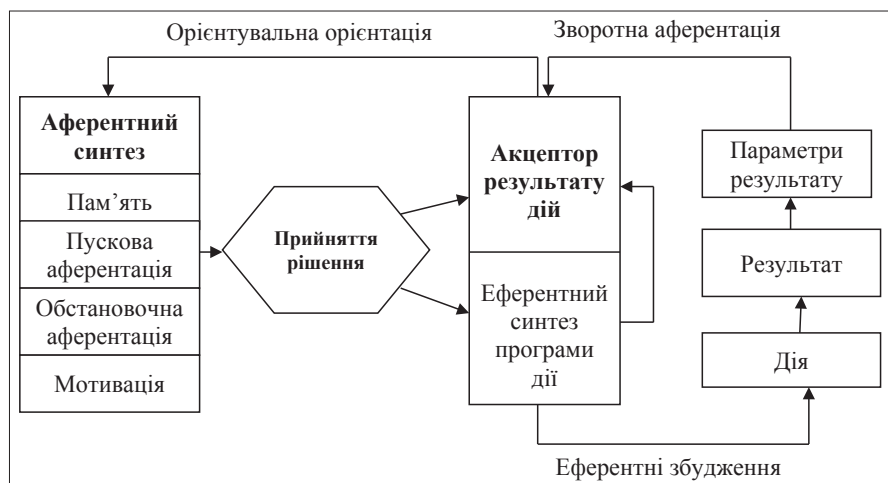 Орієнтувальна орієнтація
Зворотна аферентація
Аферентний
синтез
Пам’ять
Пускова
аферентація
Обстановочна
аферентація
Мотивація
Прийняття
рішення
Акцептор
результату
дій
Еферентний
синтез
програми
дії
Параметри
результату
Результат
Дія
Еферентні збудження